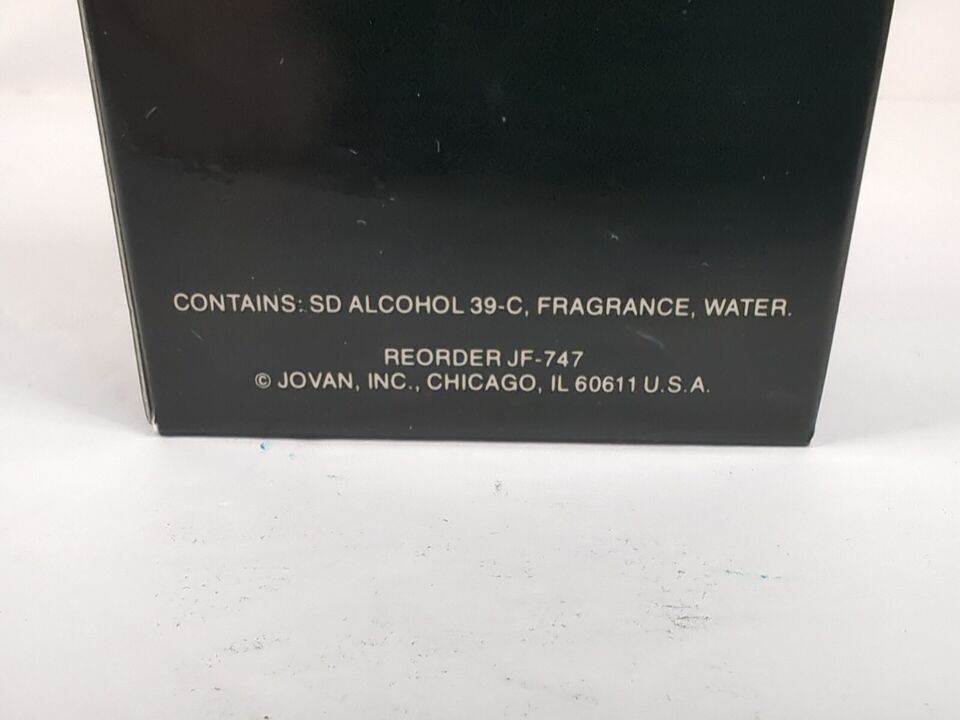 CONTAINS: SD ALCOHOL 39-C, FRAGRANCE, WATER.
REORDER JF-747
© JOVAN, INC., CHICAGO, IL 60611 U.S.A.